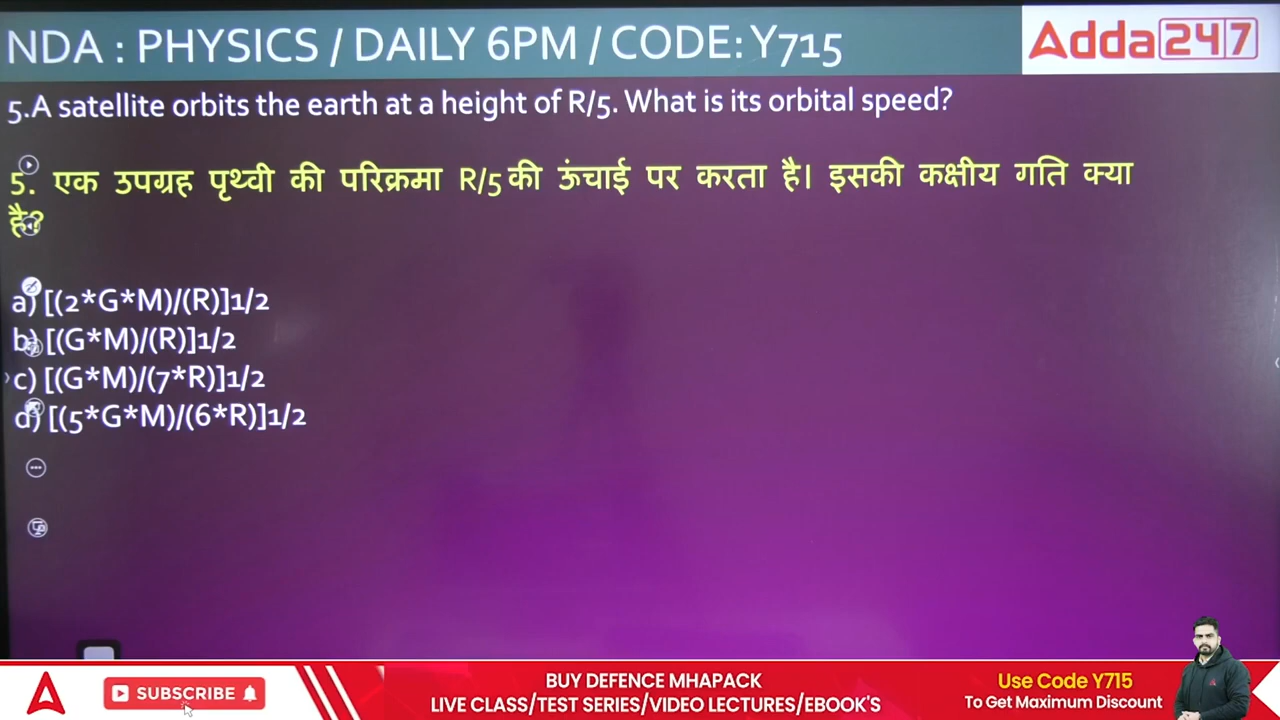 NDA : PHYSICS / DAILY 6PM / CODE: Y715
Adda247
5.A satellite orbits the earth at a height of R/5. What is its orbital speed?
5. एक उपग्रह पृथ्वी की परिक्रमा R/5 की ऊंचाई पर करता है। इसकी कक्षीय गति क्या
है?
a) [(2*G*M)/(R)]1/2
b) [(G*M)/(R)]1/2
c) [(G*M)/(7*R)]1/2
d) [(5*G*M)/(6*R)]1/2
SUBSCRIBE
BUY DEFENCE MHAPACK
LIVE CLASS/TEST SERIES/VIDEO LECTURES/EBOOK'S
Use Code Y715
To Get Maximum Discount